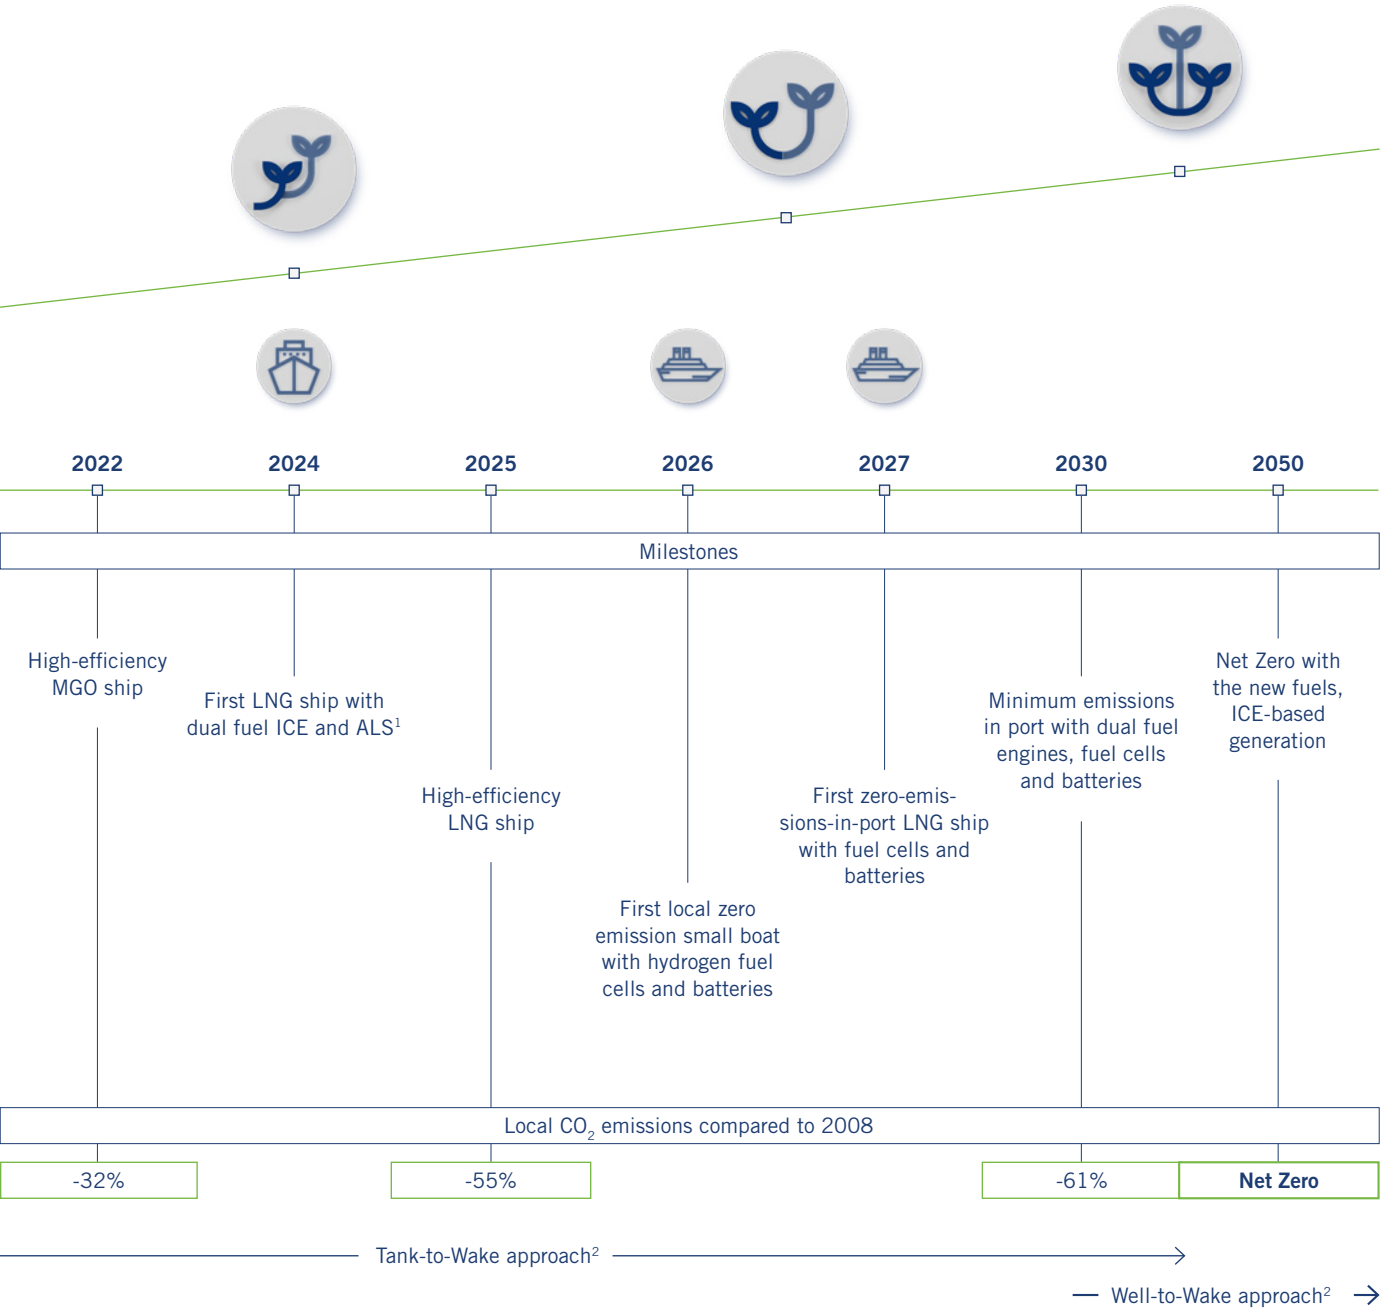 2022
2024
2025
2026
2027
2030
2050
Milestones
High-efficiency
MGO ship
First LNG ship with
dual fuel ICE and ALS¹
High-efficiency
LNG ship
First local zero
emission small boat
with hydrogen fuel
cells and batteries
First zero-emis-
sions-in-port LNG ship
with fuel cells and
batteries
Minimum emissions
in port with dual fuel
engines, fuel cells
and batteries
Net Zero with
the new fuels,
ICE-based
generation
Local CO₂ emissions compared to 2008
-32%
-55%
-61%
Net Zero
Tank-to-Wake approach²
Well-to-Wake approach²